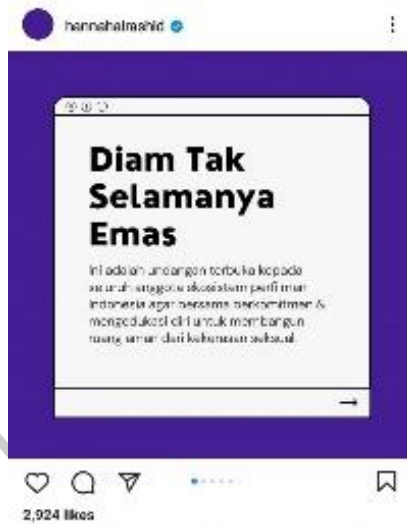 hannahalrashid
Diam Tak
Selamanya
Emas
Ini adalah undangan terbuka kepada
seluruh anggota ekosistem perfilman
Indonesia agar bersama berkomitmen &
mengedukasi diri untuk membangun
ruang aman dari kekerasan seksual.
2,924 likes